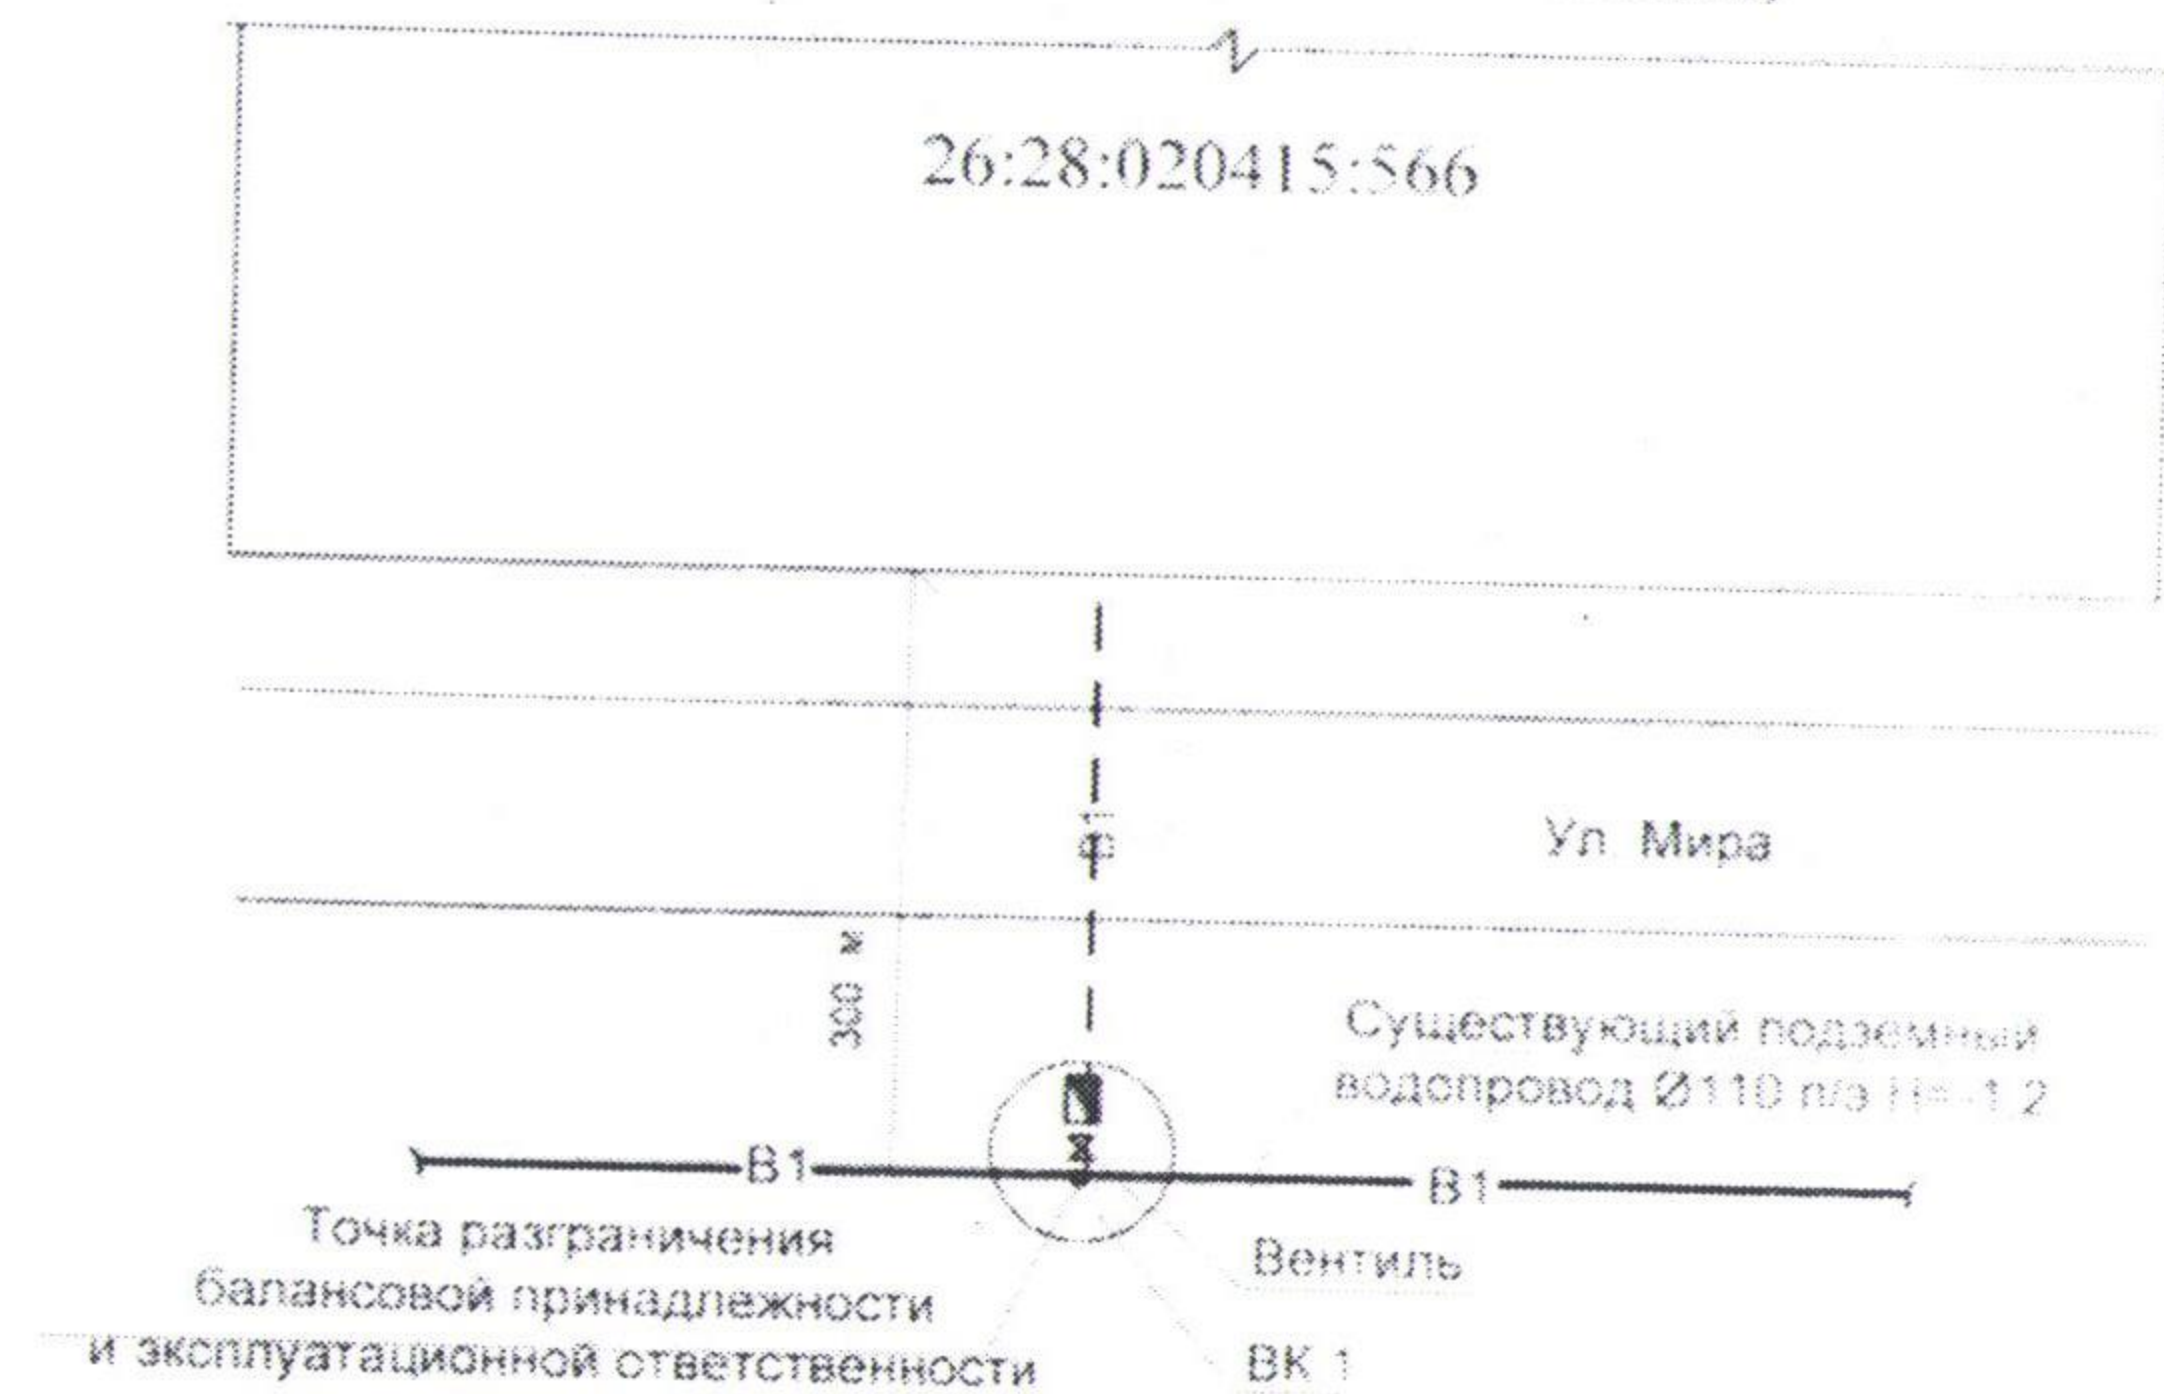 26:28:020415:566
Ул. Мира
300 м
Существующий подземный
водопровод Ø110 п/э H=-1.2
В1
В1
Точка разграничения
балансовой принадлежности
и эксплуатационной ответственности
Вентиль
ВК 1